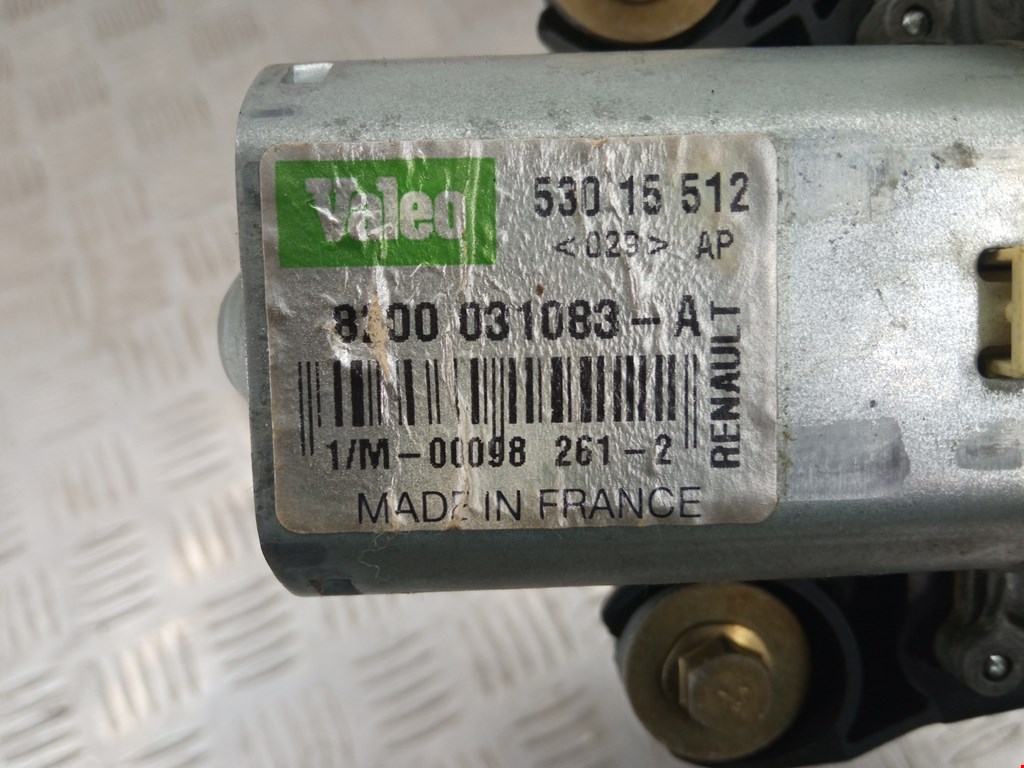 Valeo
530 15 512
<029> AP
8200 031083-A
RENAULT
1/M-00098 261-2
MADE IN FRANCE